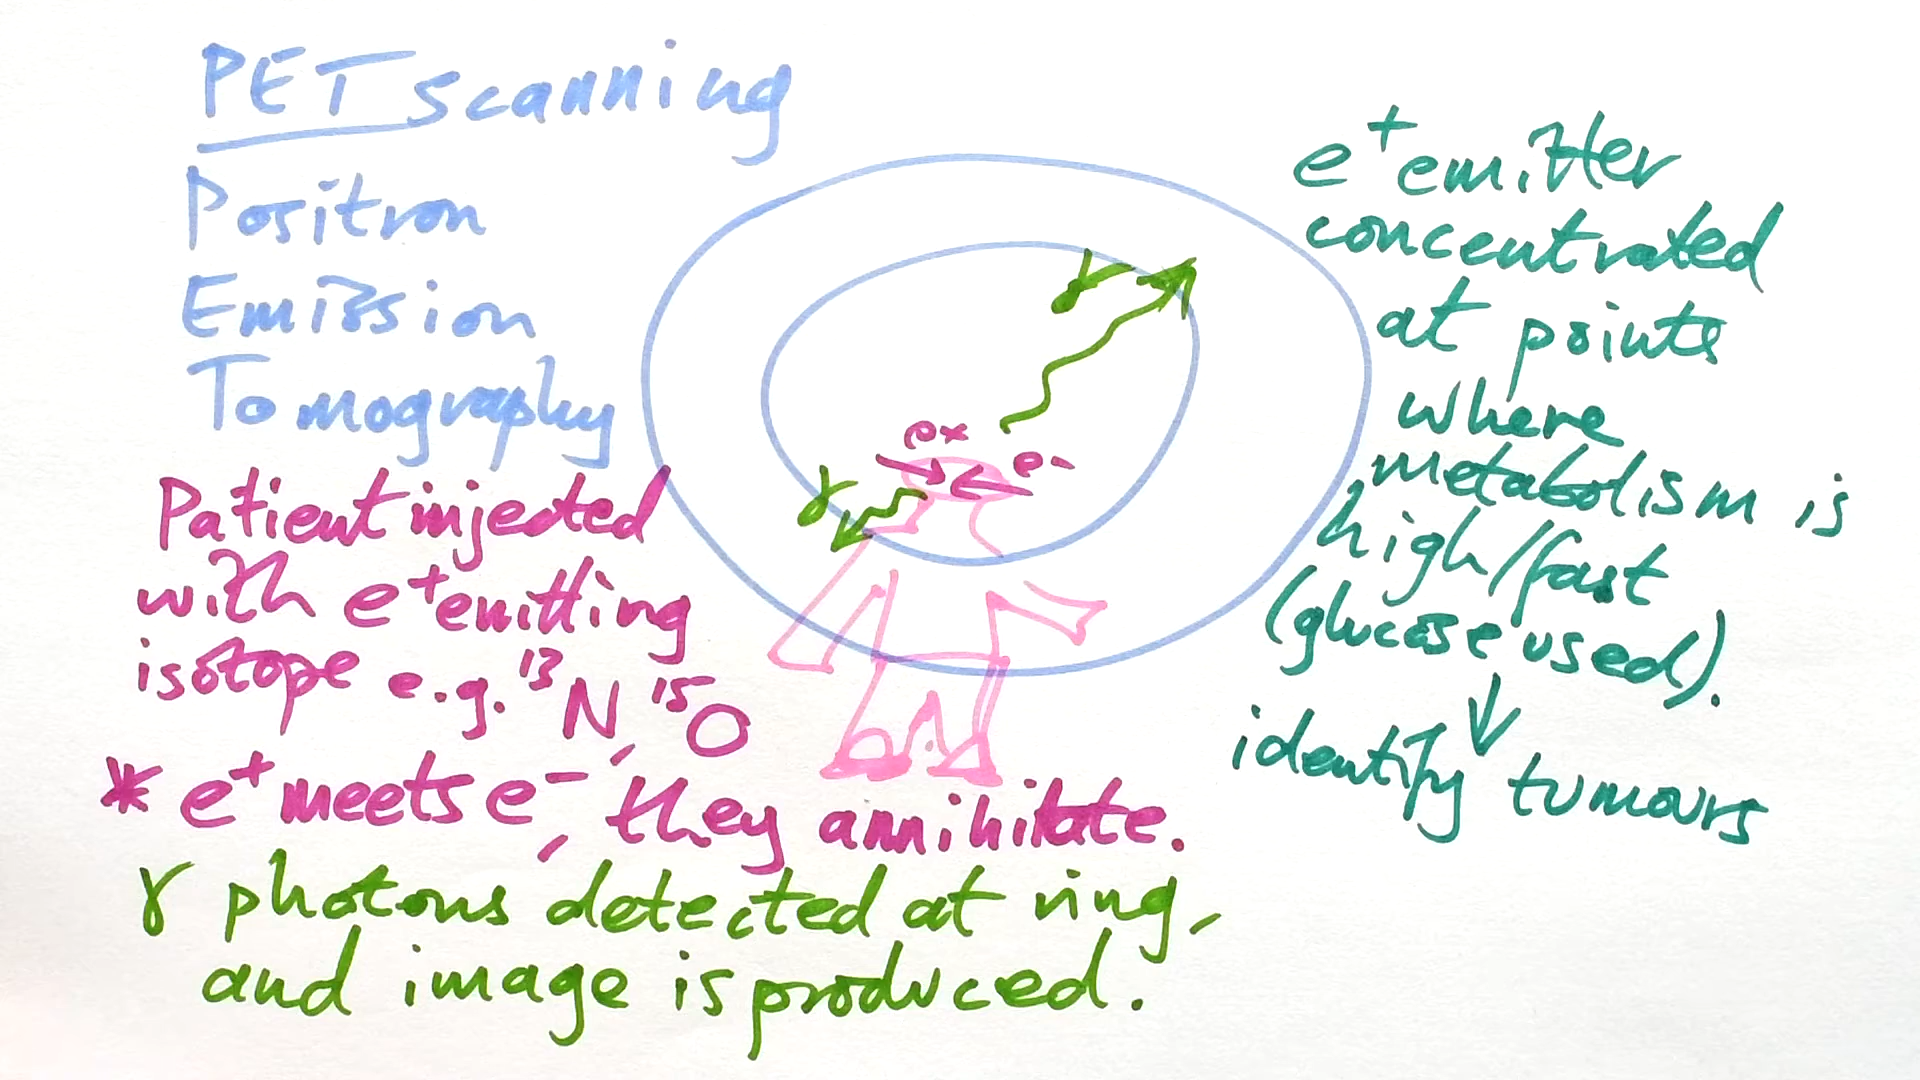 PET scanning
Positron
Emission
Tomography
Patient injected
with e⁺ emitting
isotope e.g. ¹³N, ¹⁵O
* e⁺ meets e⁻, they annihilate.
γ photons detected at ring,
and image is produced.
γ
e+
e-
γ
e⁺ emitter
concentrated
at points
where
metabolism is
high/fast
(glucose used).
↓
identify tumours